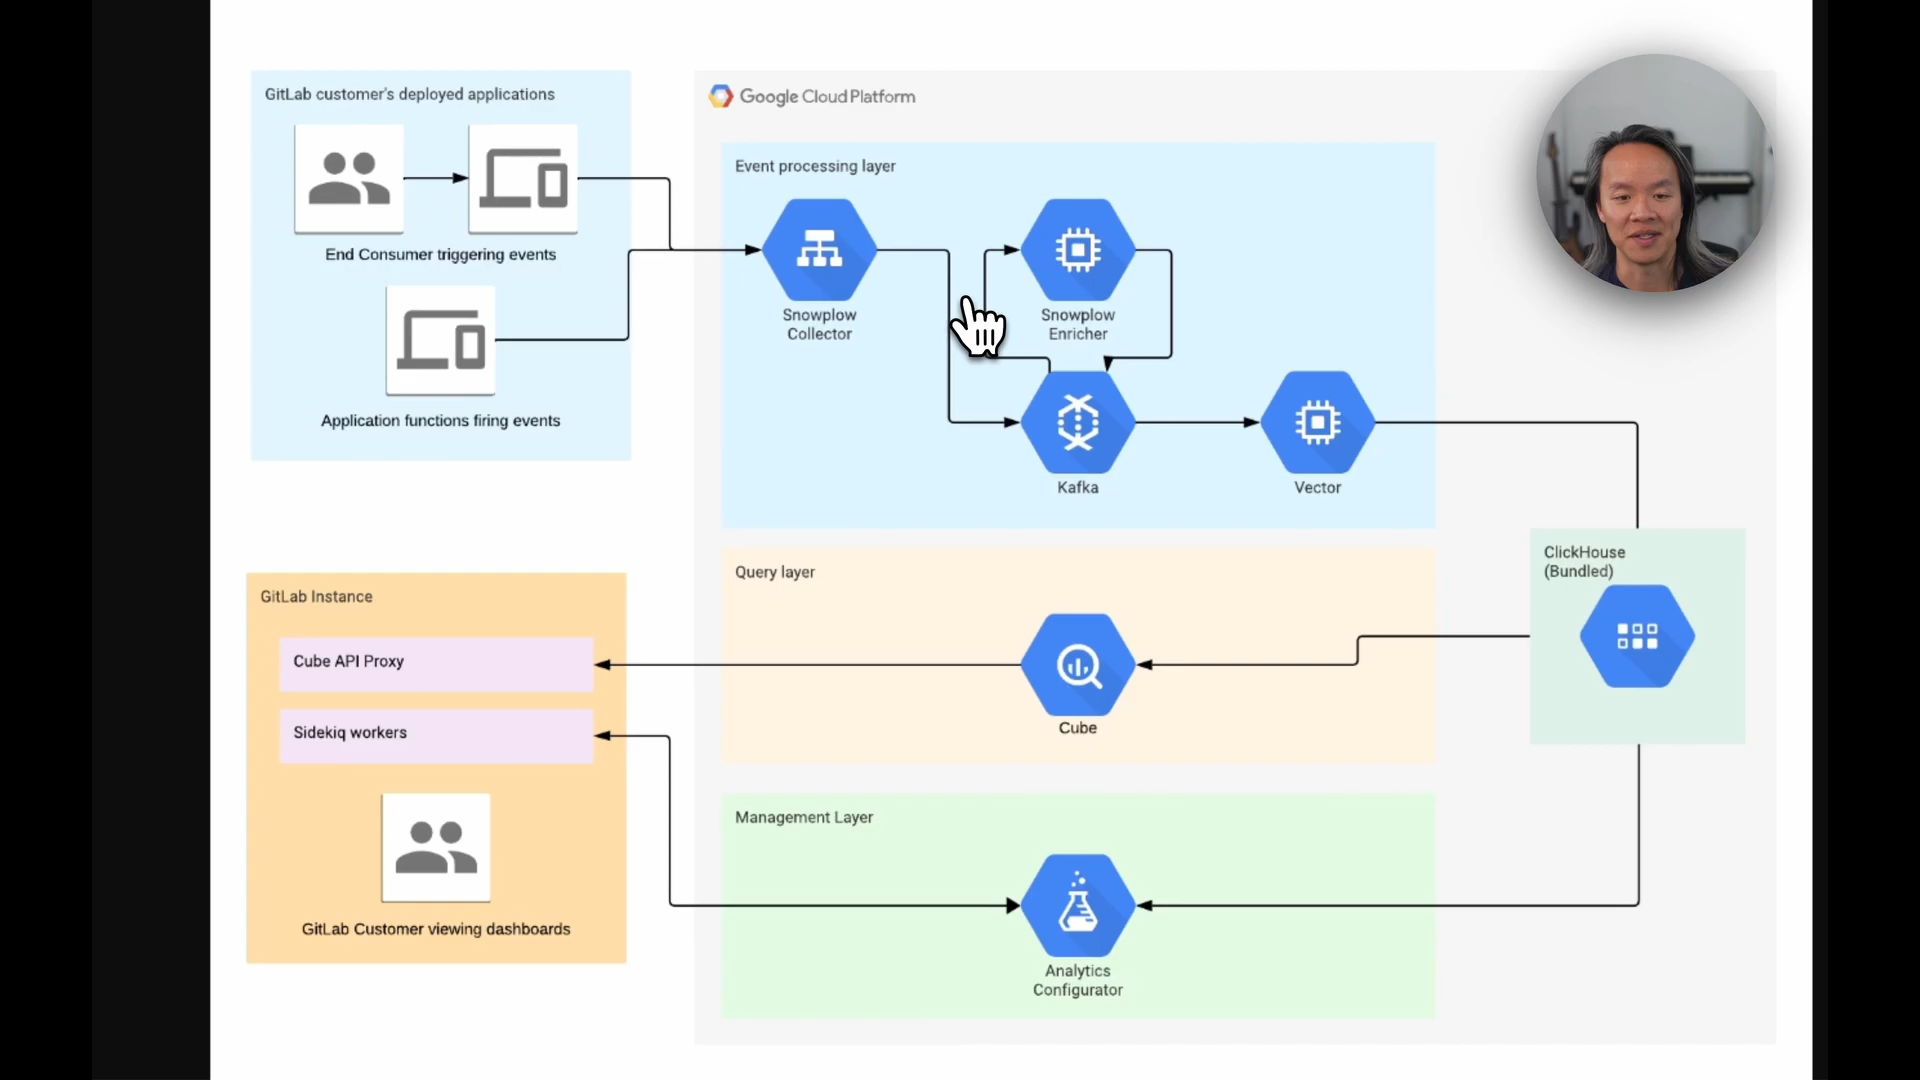 GitLab customer's deployed applications
End Consumer triggering events
Application functions firing events
Google Cloud Platform
Event processing layer
Snowplow
Collector
Snowplow
Enricher
Kafka
Vector
GitLab Instance
Cube API Proxy
Sidekiq workers
GitLab Customer viewing dashboards
Query layer
Cube
ClickHouse
(Bundled)
Management Layer
Analytics
Configurator